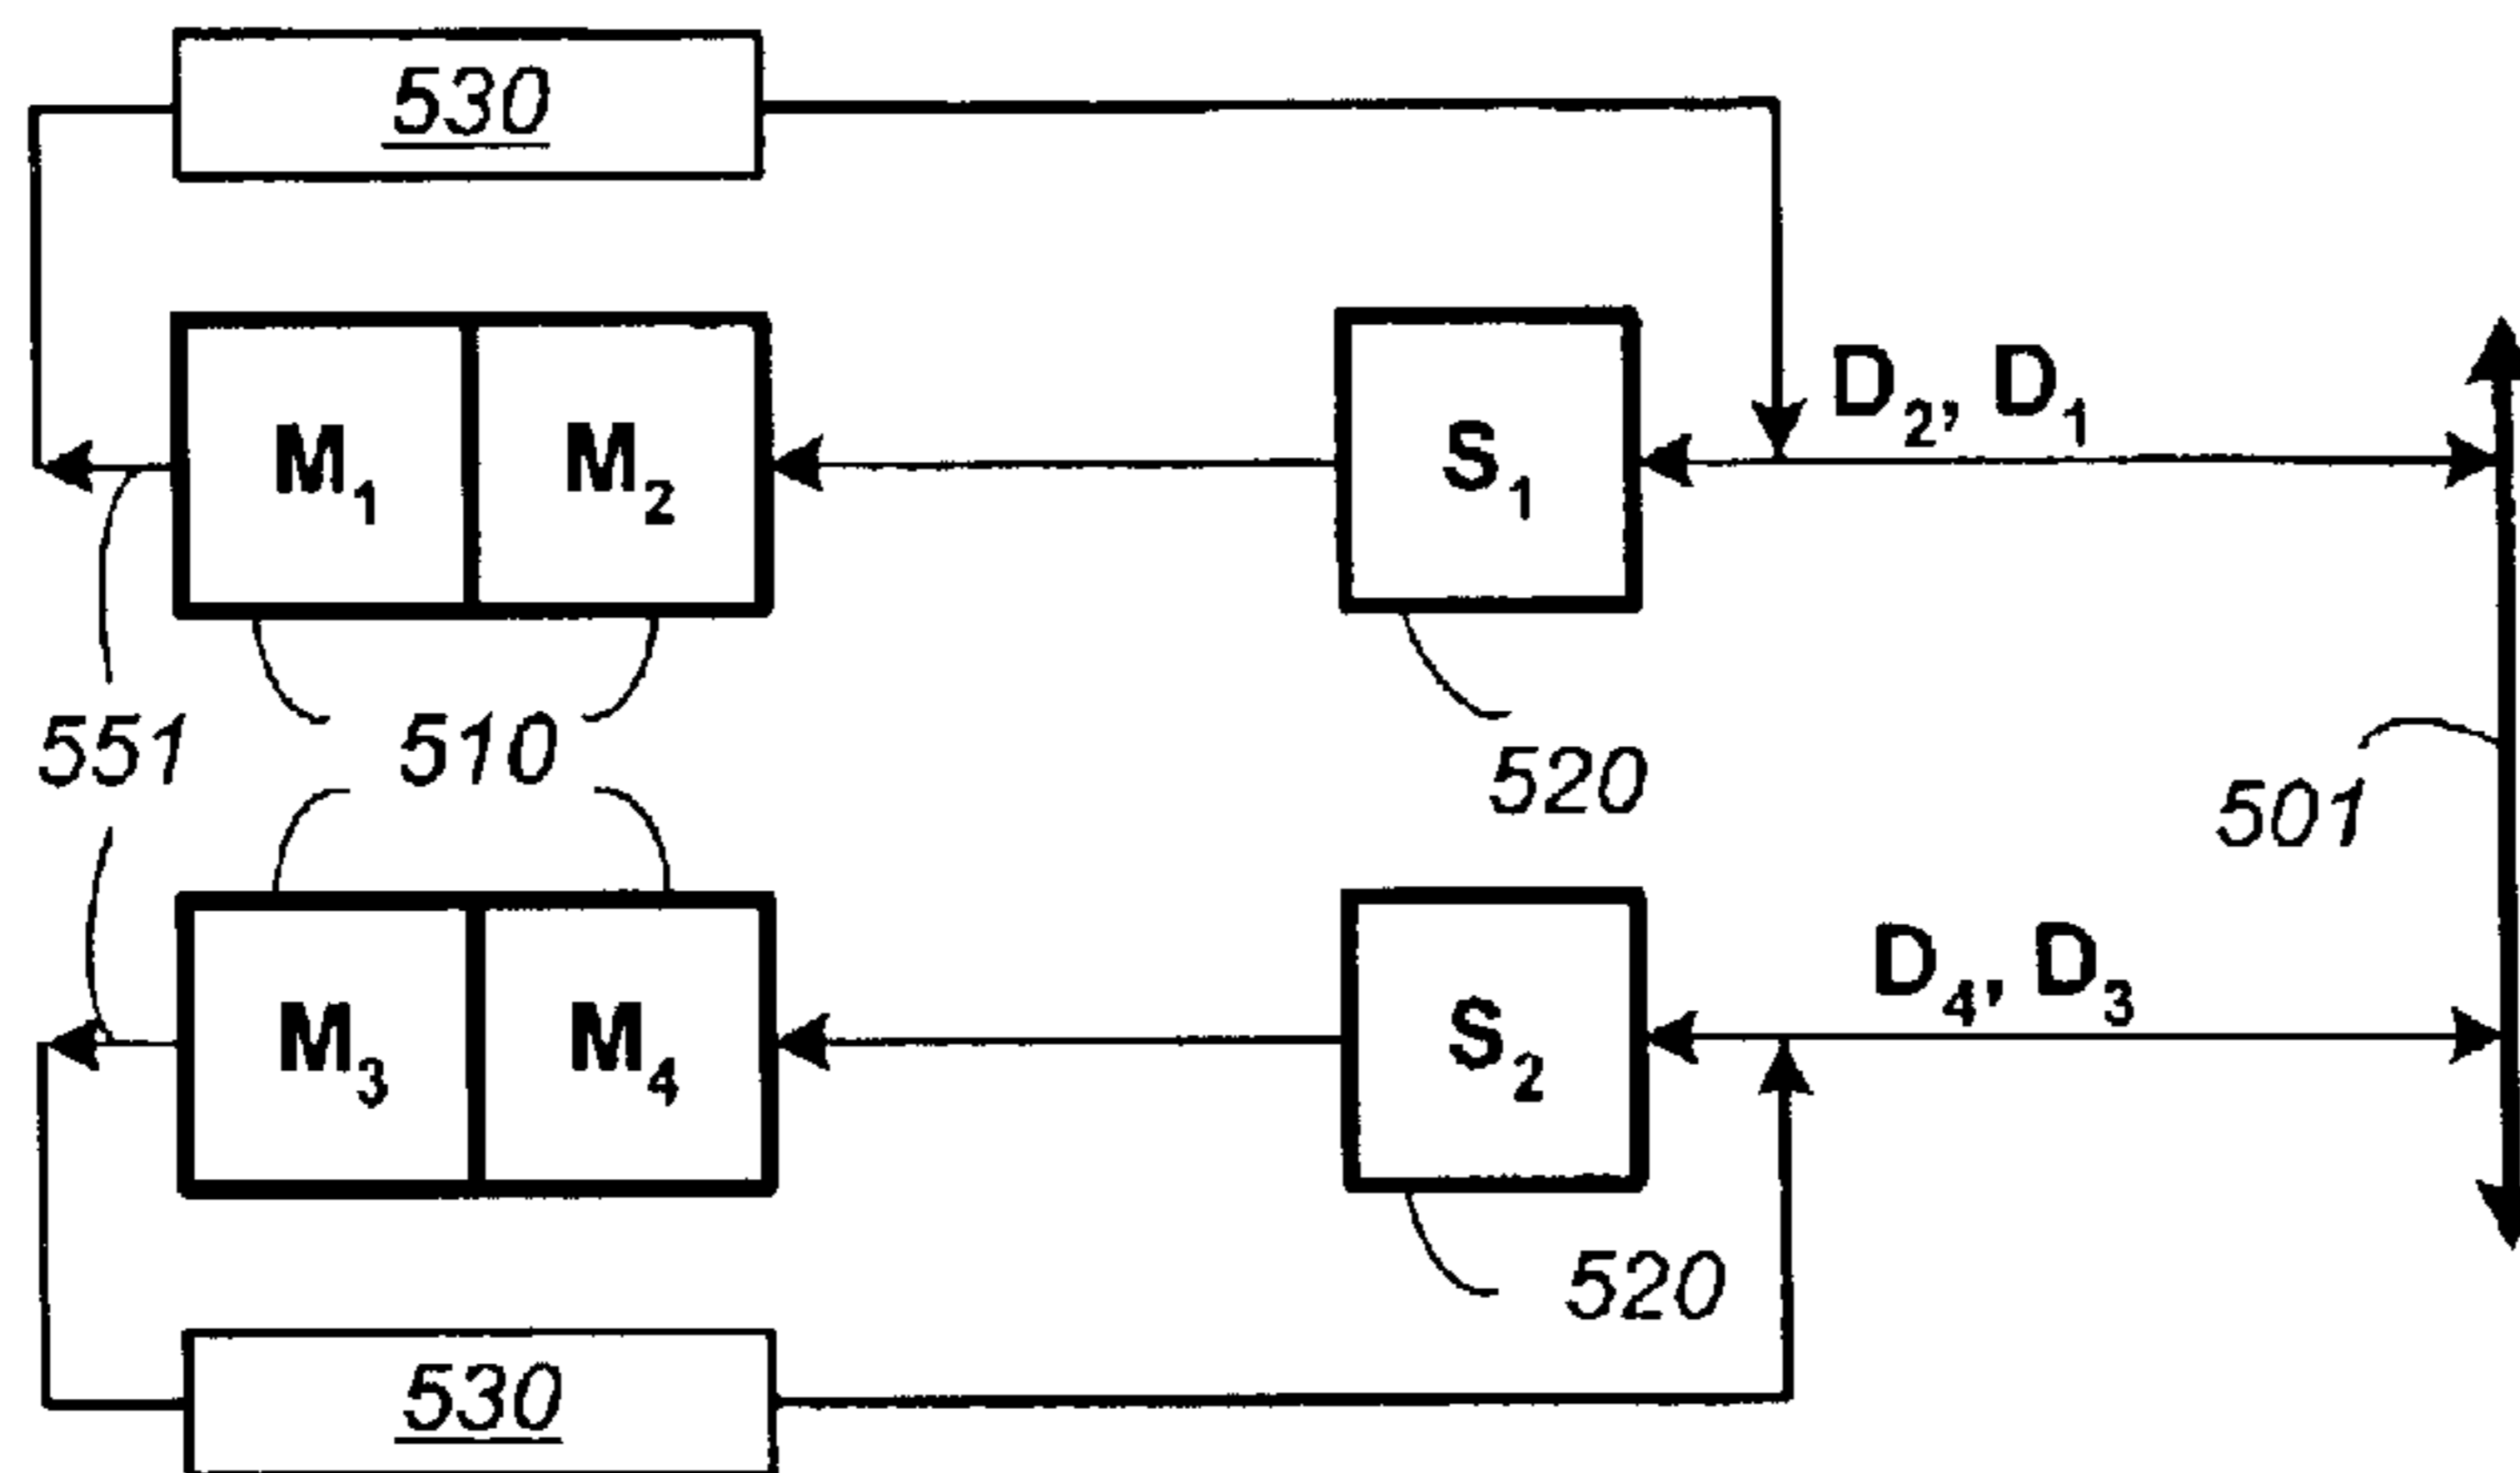 530
M₁ M₂ S₁ D₂, D₁
551 510 520 501
M₃ M₄ S₂ D₄, D₃
520
530